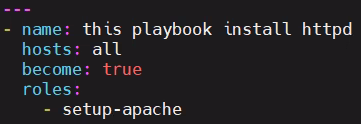 ---
- name: this playbook install httpd
  hosts: all
  become: true
  roles:
    - setup-apache